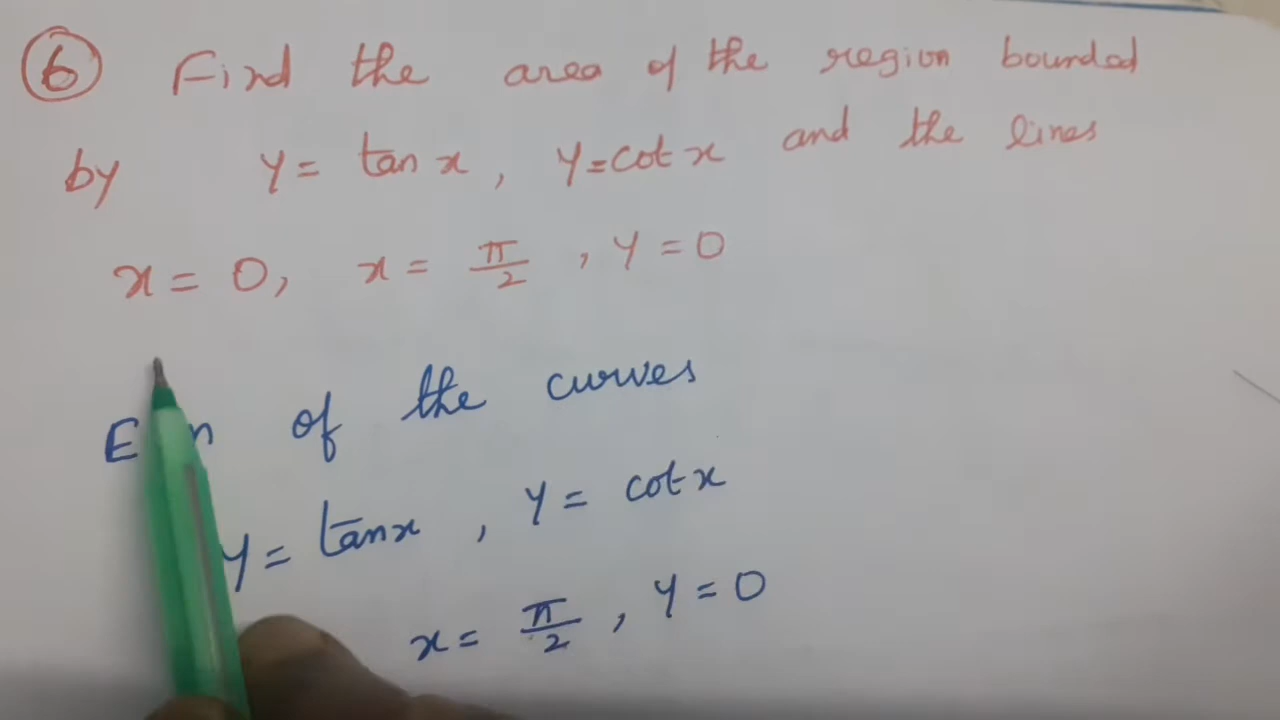 6 Find the area of the region bounded
by y = tan x, y = cot x and the lines
x = 0, x = π/2, y = 0
of the curves
y = tan x, y = cot x
x = π/2, y = 0